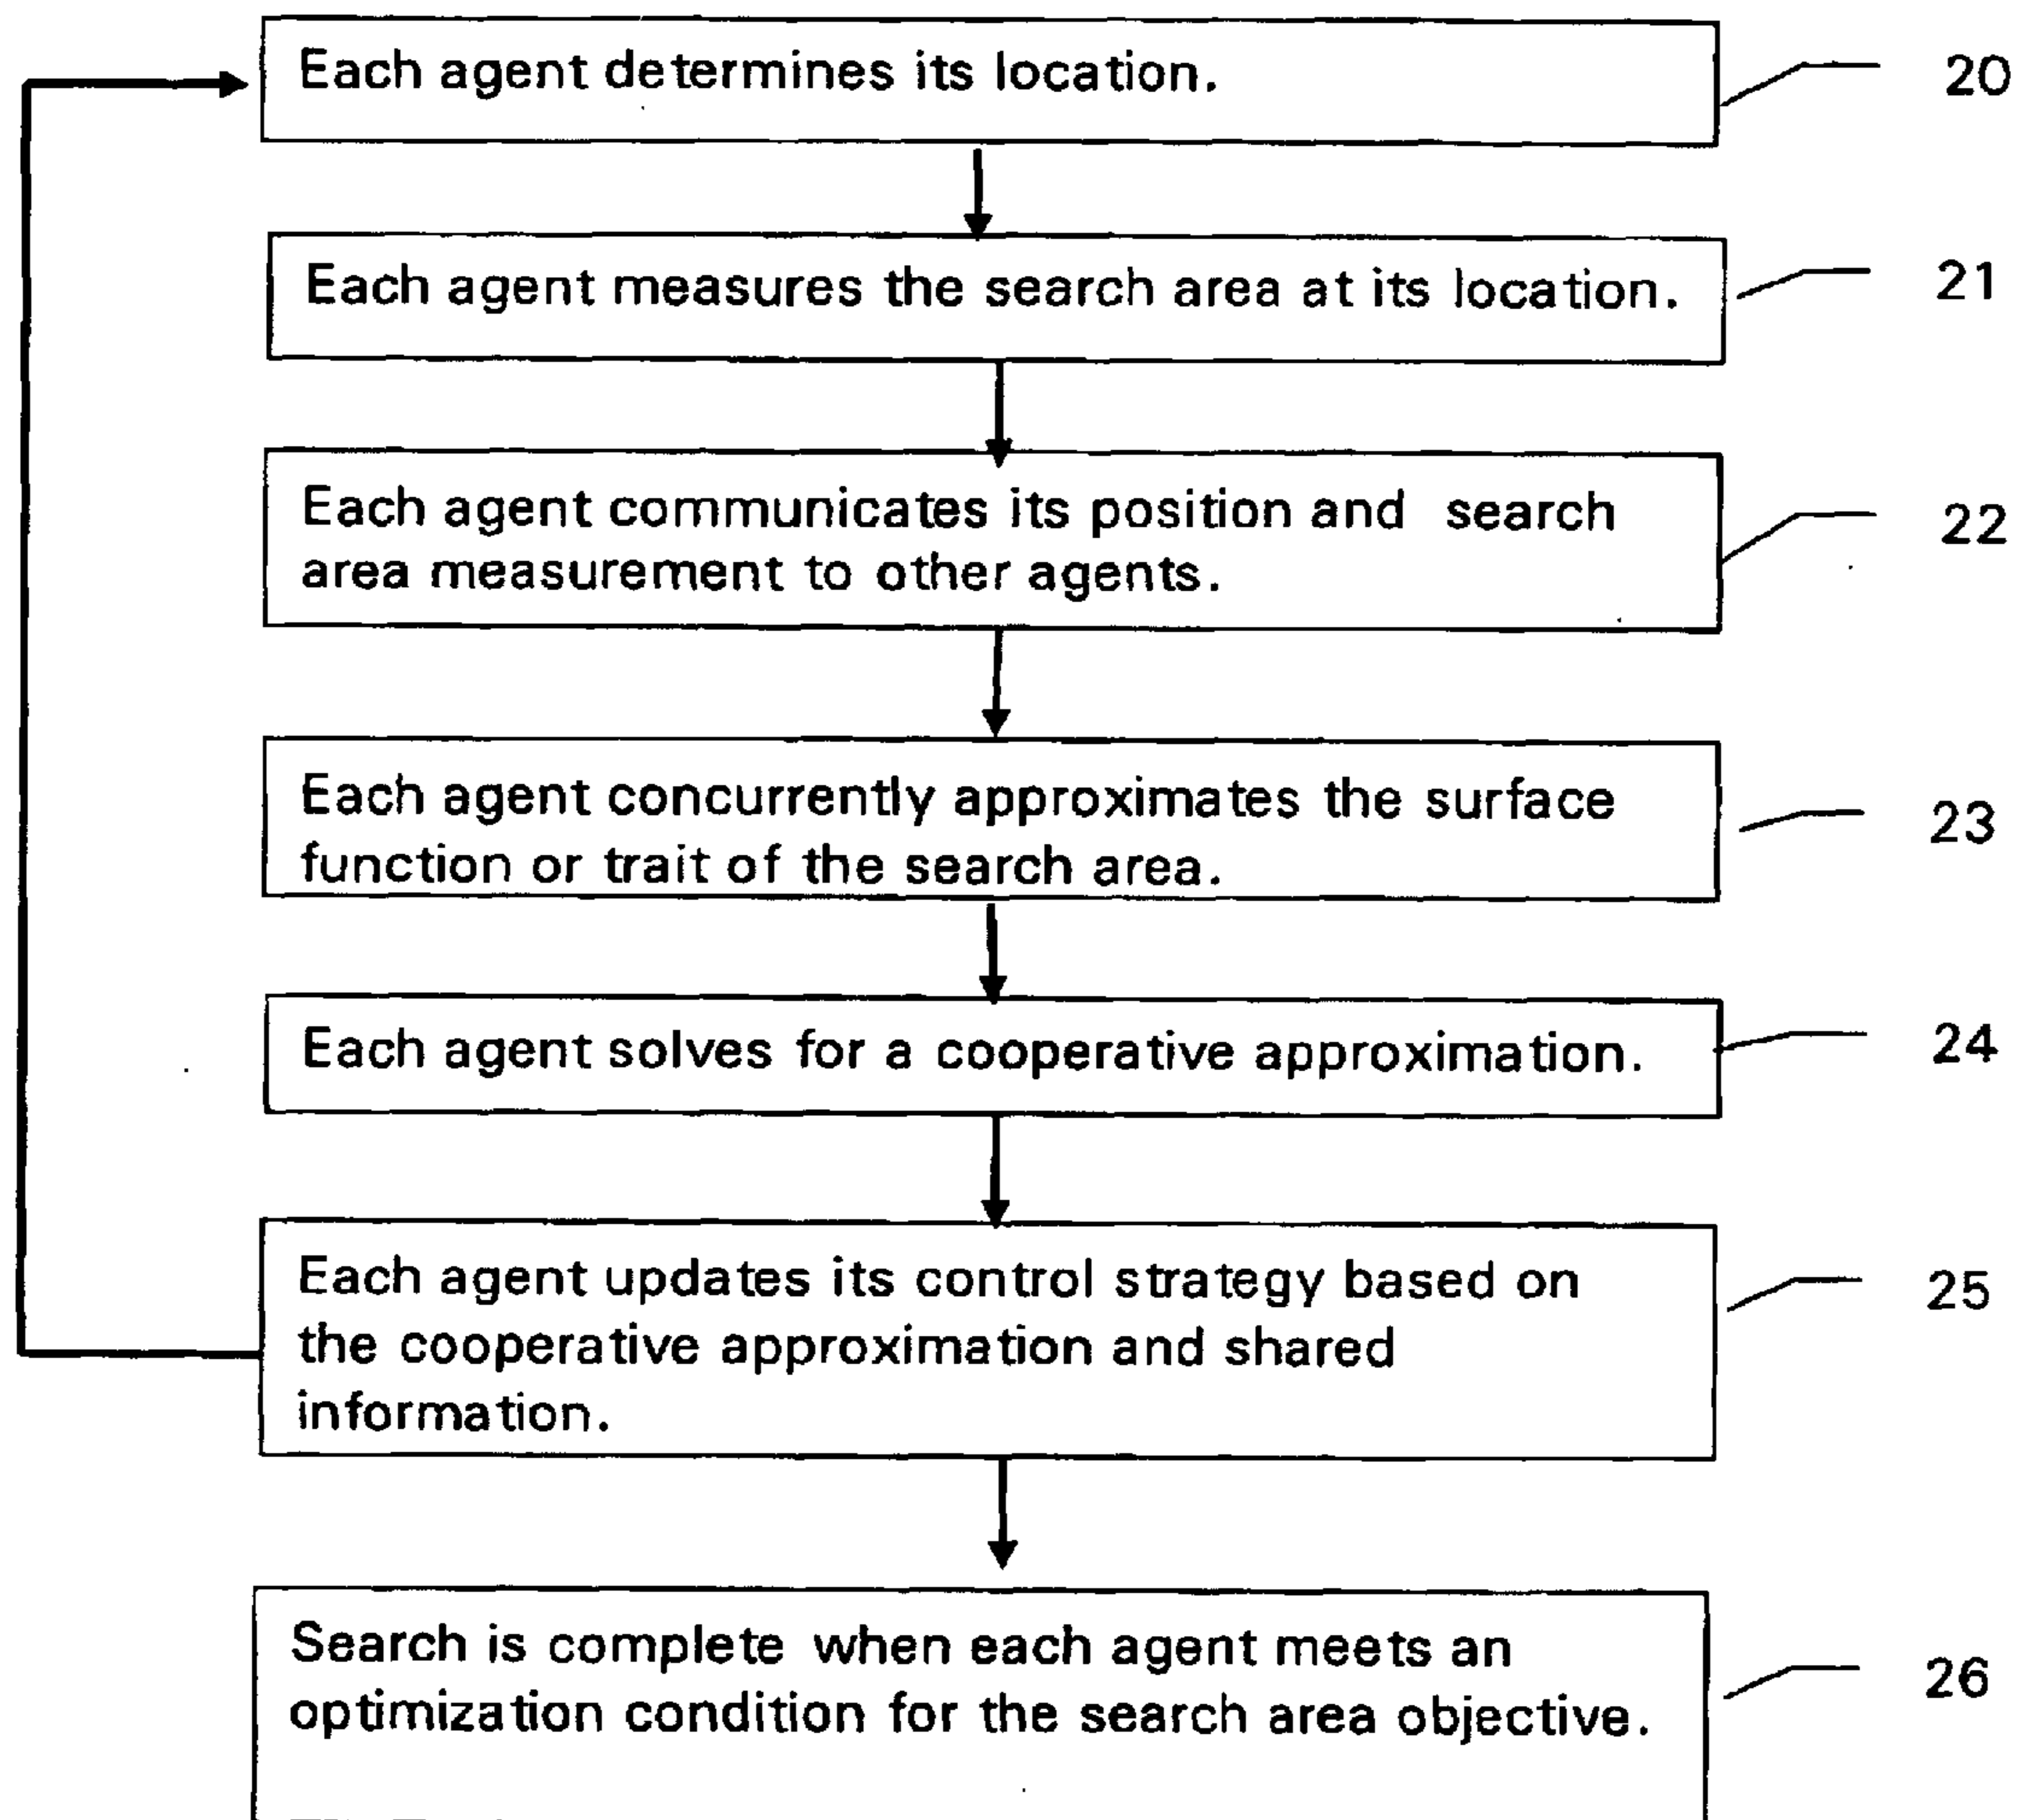 Each agent determines its location.
20
Each agent measures the search area at its location.
21
Each agent communicates its position and search
area measurement to other agents.
22
Each agent concurrently approximates the surface
function or trait of the search area.
23
Each agent solves for a cooperative approximation.
24
Each agent updates its control strategy based on
the cooperative approximation and shared
information.
25
Search is complete when each agent meets an
optimization condition for the search area objective.
26